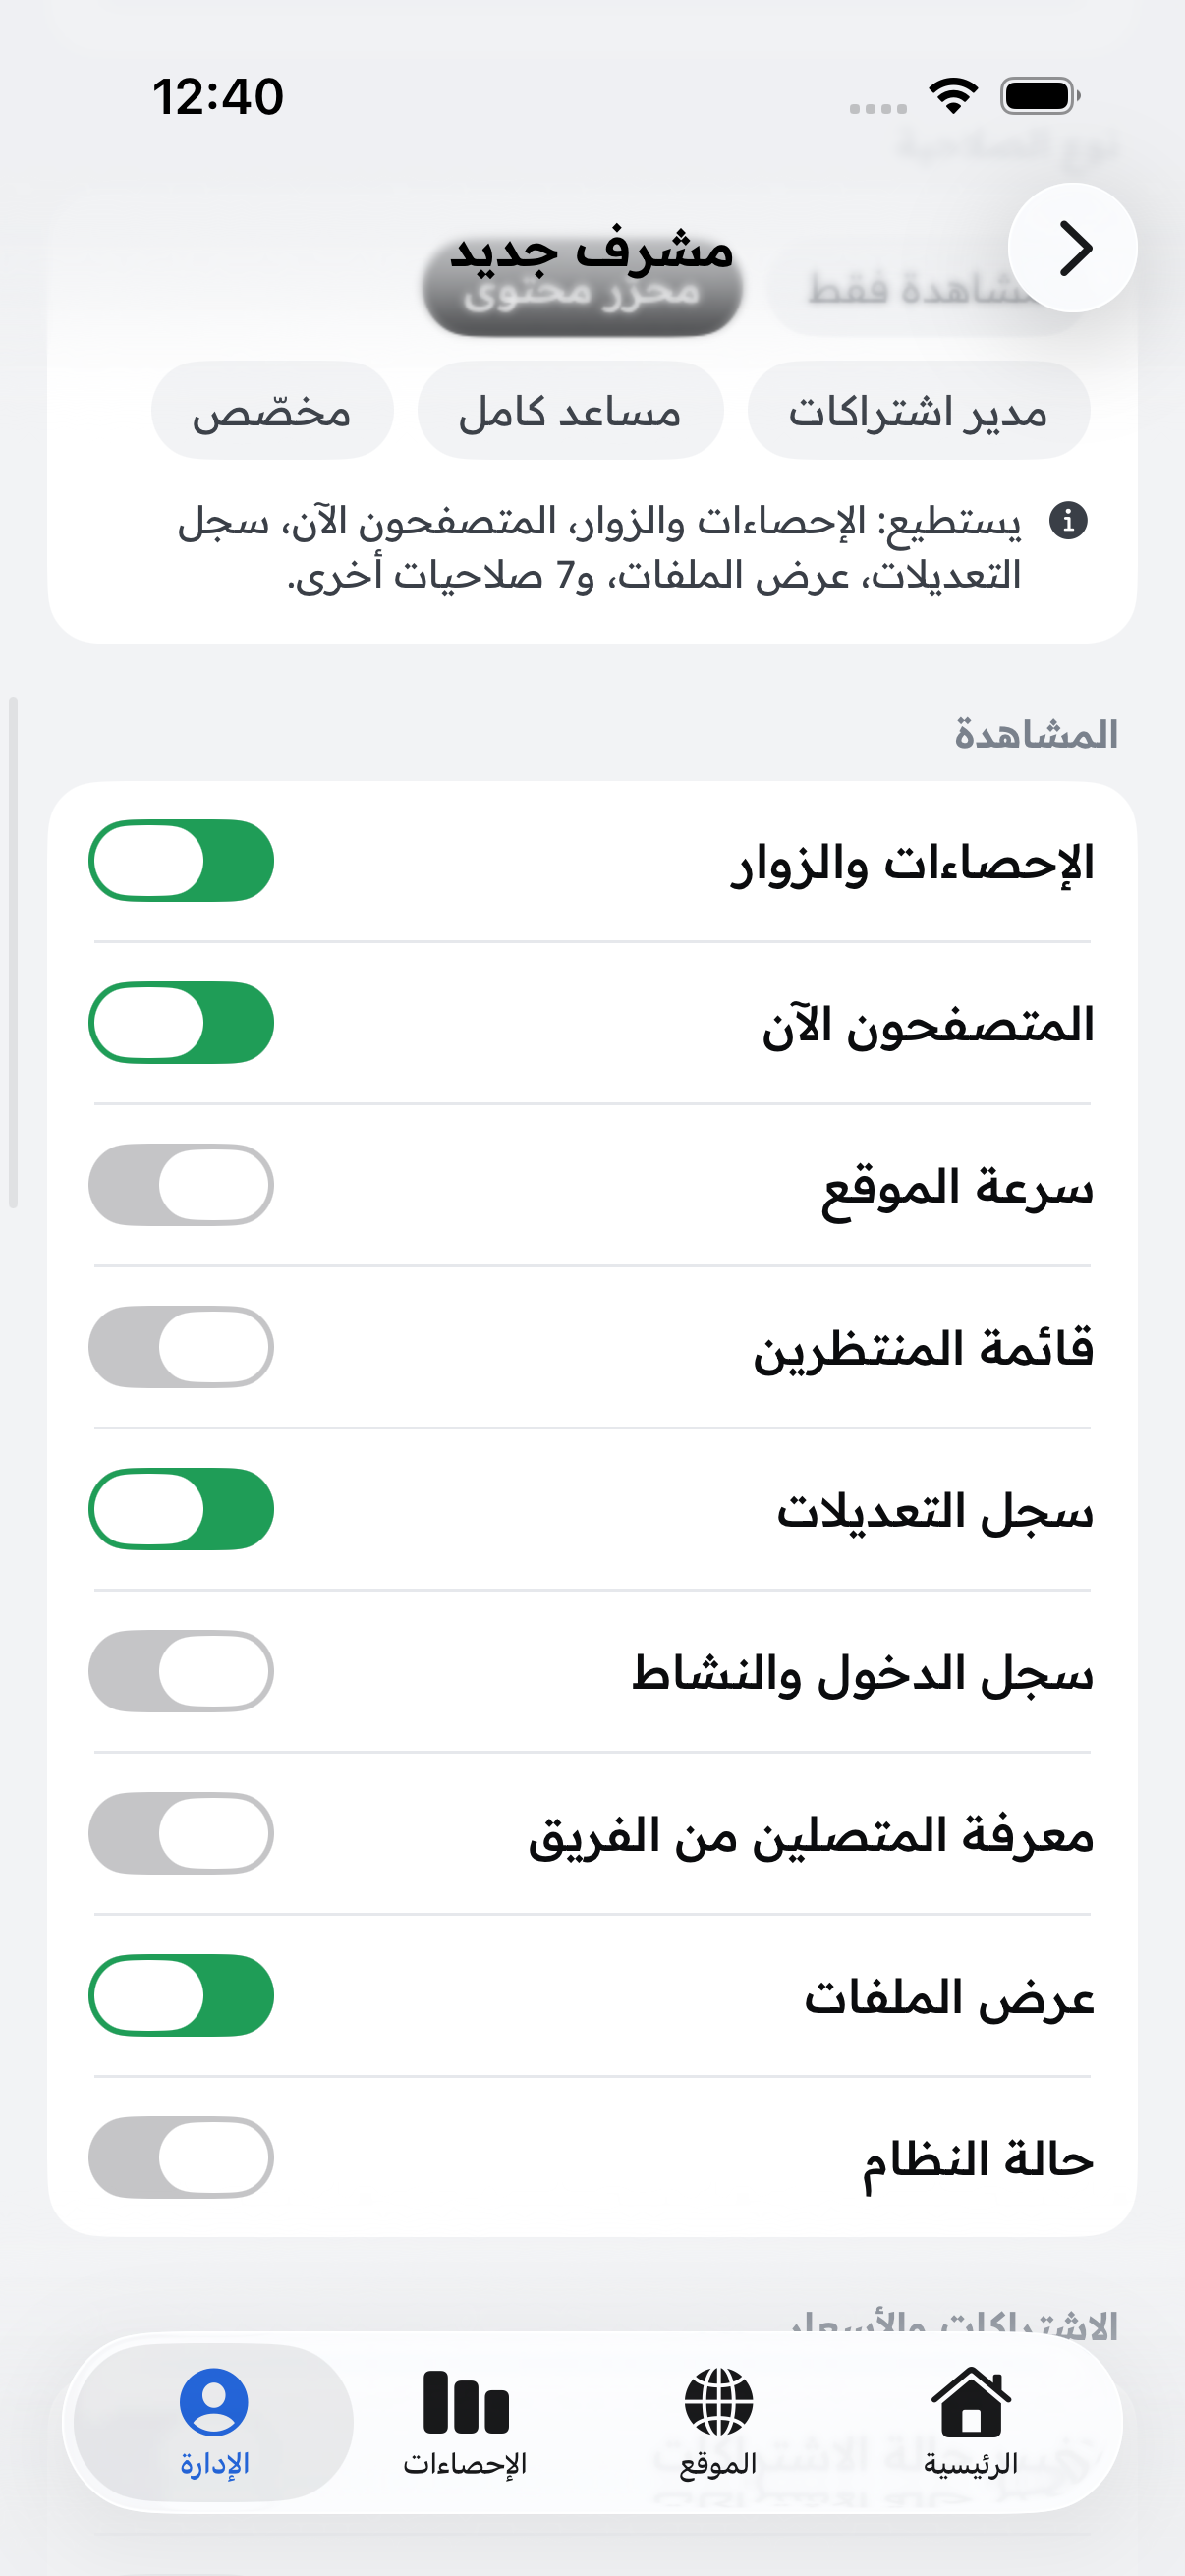 12:40
نوع الصلاحية
مشرف جديد
مشاهدة فقط
محرر محتوى
مدير اشتراكات
مساعد كامل
مخصّص
يستطيع: الإحصاءات والزوار، المتصفحون الآن، سجل
التعديلات، عرض الملفات، و7 صلاحيات أخرى.
المشاهدة
الإحصاءات والزوار
المتصفحون الآن
سرعة الموقع
قائمة المنتظرين
سجل التعديلات
سجل الدخول والنشاط
معرفة المتصلين من الفريق
عرض الملفات
حالة النظام
الاشتراكات والأسعار
الرئيسية
الموقع
الإحصاءات
الإدارة